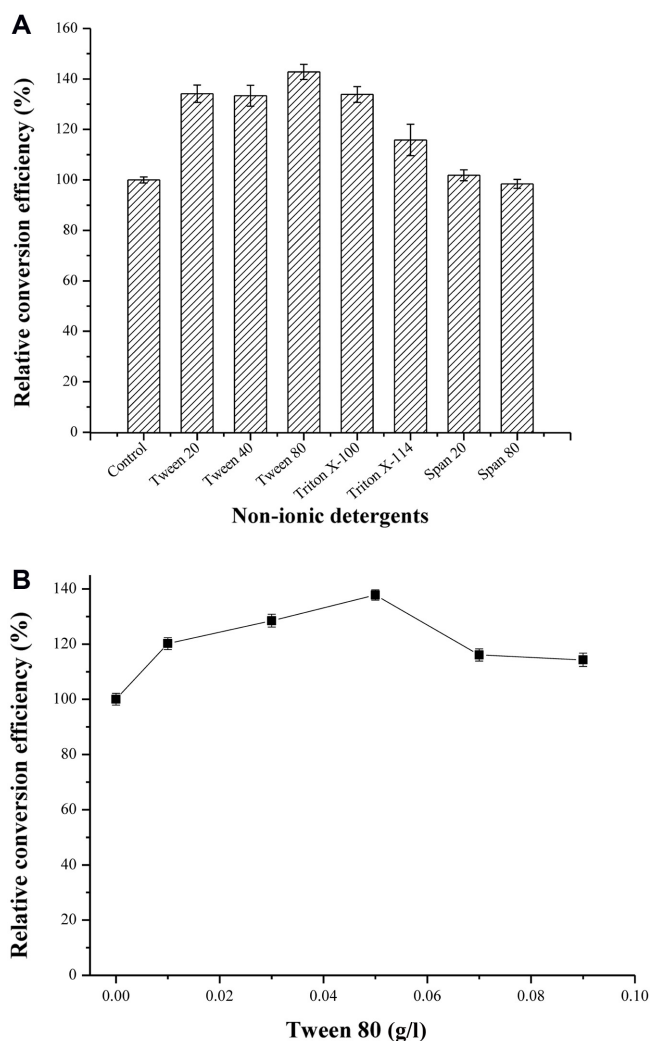 A
160
140
120
100
80
60
40
20
0
Relative conversion efficiency (%)
Control
Tween 20
Tween 40
Tween 80
Triton X-100
Triton X-114
Span 20
Span 80
Non-ionic detergents
B
140
120
100
80
60
40
20
0
Relative conversion efficiency (%)
0.00 0.02 0.04 0.06 0.08 0.10
Tween 80 (g/l)